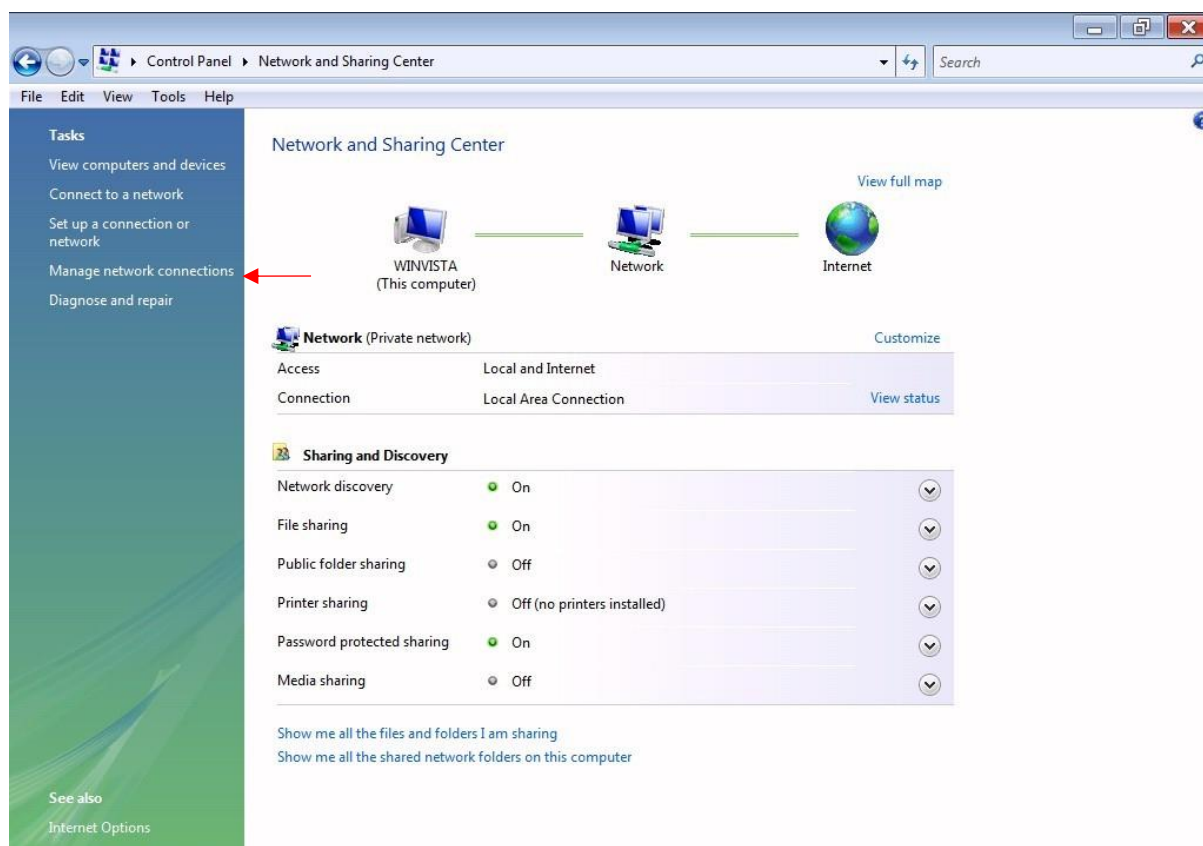 Control Panel Network and Sharing Center
Search
File Edit View Tools Help
Tasks
View computers and devices
Connect to a network
Set up a connection or
network
Manage network connections
Diagnose and repair
See also
Internet Options
Network and Sharing Center
View full map
WINVISTA
(This computer)
Network
Internet
Network (Private network) Customize
Access Local and Internet
Connection Local Area Connection View status
Sharing and Discovery
Network discovery On
File sharing On
Public folder sharing Off
Printer sharing Off (no printers installed)
Password protected sharing On
Media sharing Off
Show me all the files and folders I am sharing
Show me all the shared network folders on this computer